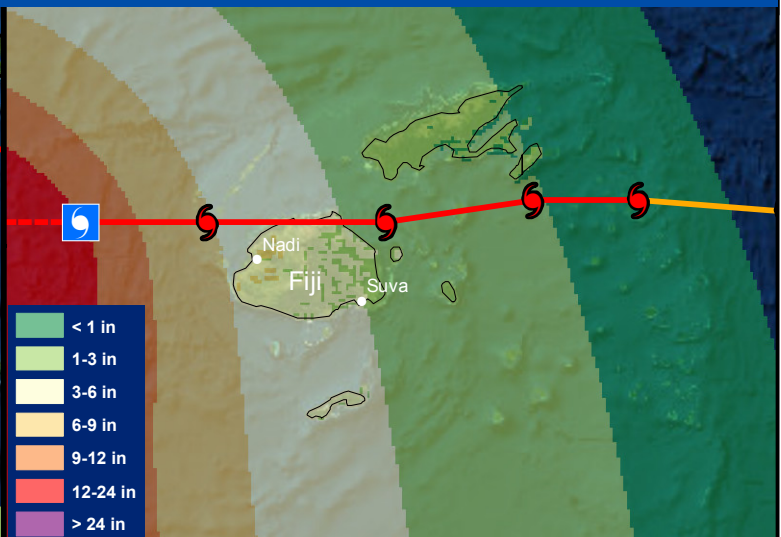 Nadi
Fiji
Suva
< 1 in
1-3 in
3-6 in
6-9 in
9-12 in
12-24 in
> 24 in